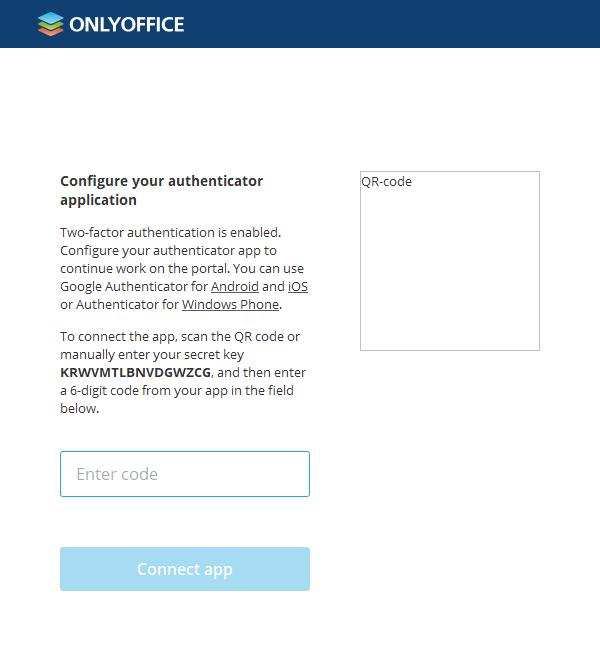 ONLYOFFICE
Configure your authenticator
application
Two-factor authentication is enabled.
Configure your authenticator app to
continue work on the portal. You can use
Google Authenticator for Android and iOS
or Authenticator for Windows Phone.
To connect the app, scan the QR code or
manually enter your secret key
KRWVMTLBNVDGWZCG, and then enter
a 6-digit code from your app in the field
below.
Enter code
Connect app
QR-code